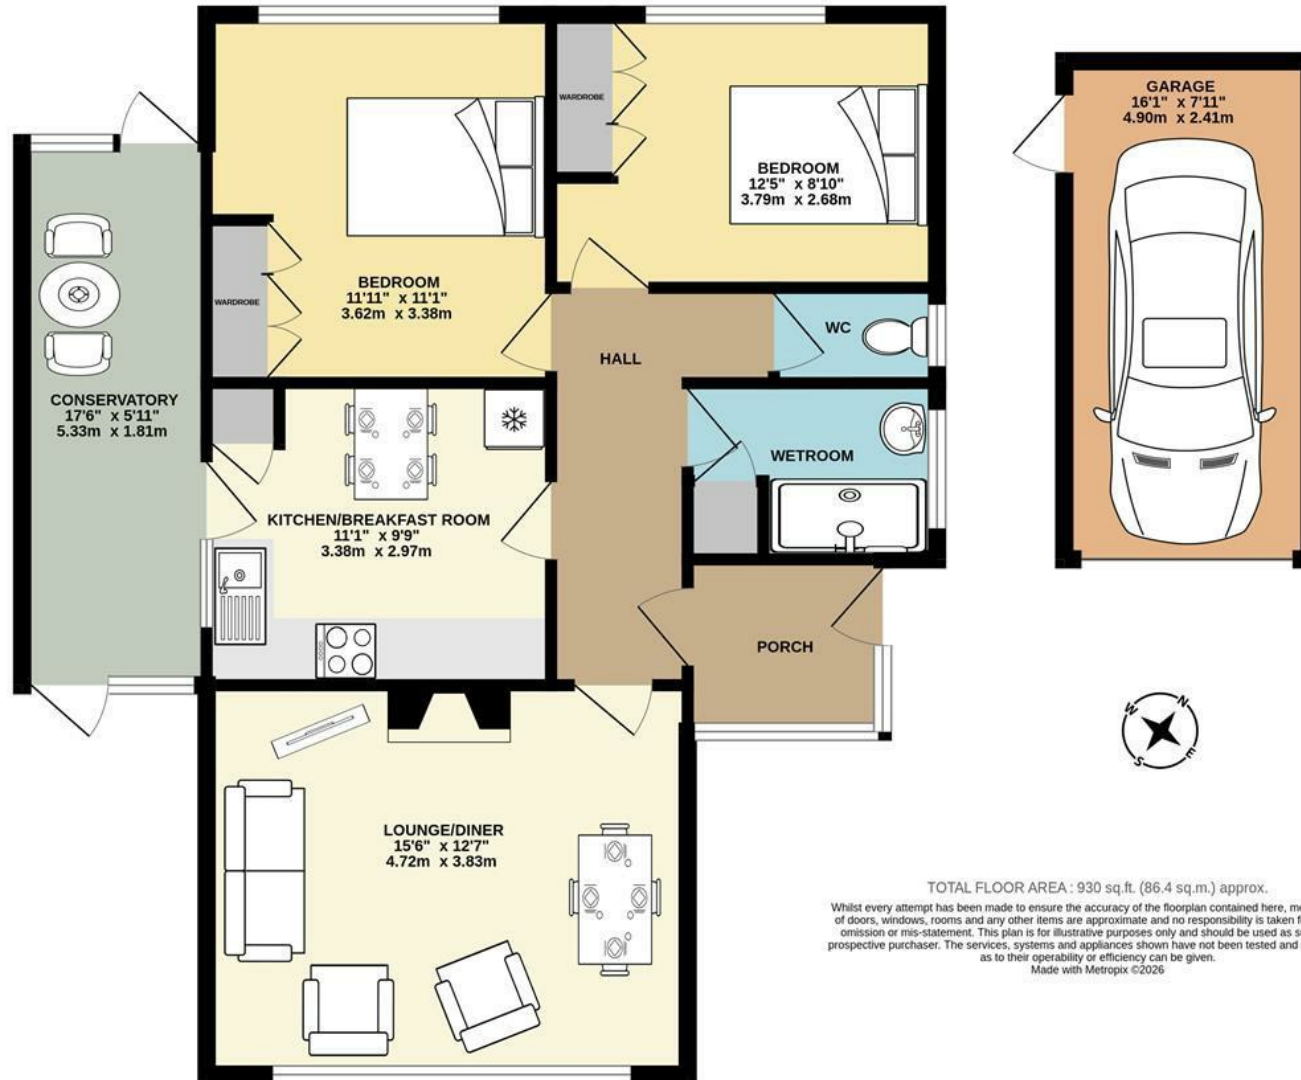 GARAGE
16'1" x 7'11"
4.90m x 2.41m
WARDROBE
BEDROOM
12'5" x 8'10"
3.79m x 2.68m
BEDROOM
11'11" x 11'1"
3.62m x 3.38m
WARDROBE
WC
HALL
CONSERVATORY
17'6" x 5'11"
5.33m x 1.81m
WETROOM
KITCHEN/BREAKFAST ROOM
11'1" x 9'9"
3.38m x 2.97m
PORCH
N
W
E
S
LOUNGE/DINER
15'6" x 12'7"
4.72m x 3.83m
TOTAL FLOOR AREA : 930 sq.ft. (86.4 sq.m.) approx.
Whilst every attempt has been made to ensure the accuracy of the floorplan contained here,
of doors, windows, rooms and any other items are approximate and no responsibility is taken
omission or mis-statement. This plan is for illustrative purposes only and should be used as
prospective purchaser. The services, systems and appliances shown have not been tested and
as to their operability or efficiency can be given.
Made with Metropix ©2026